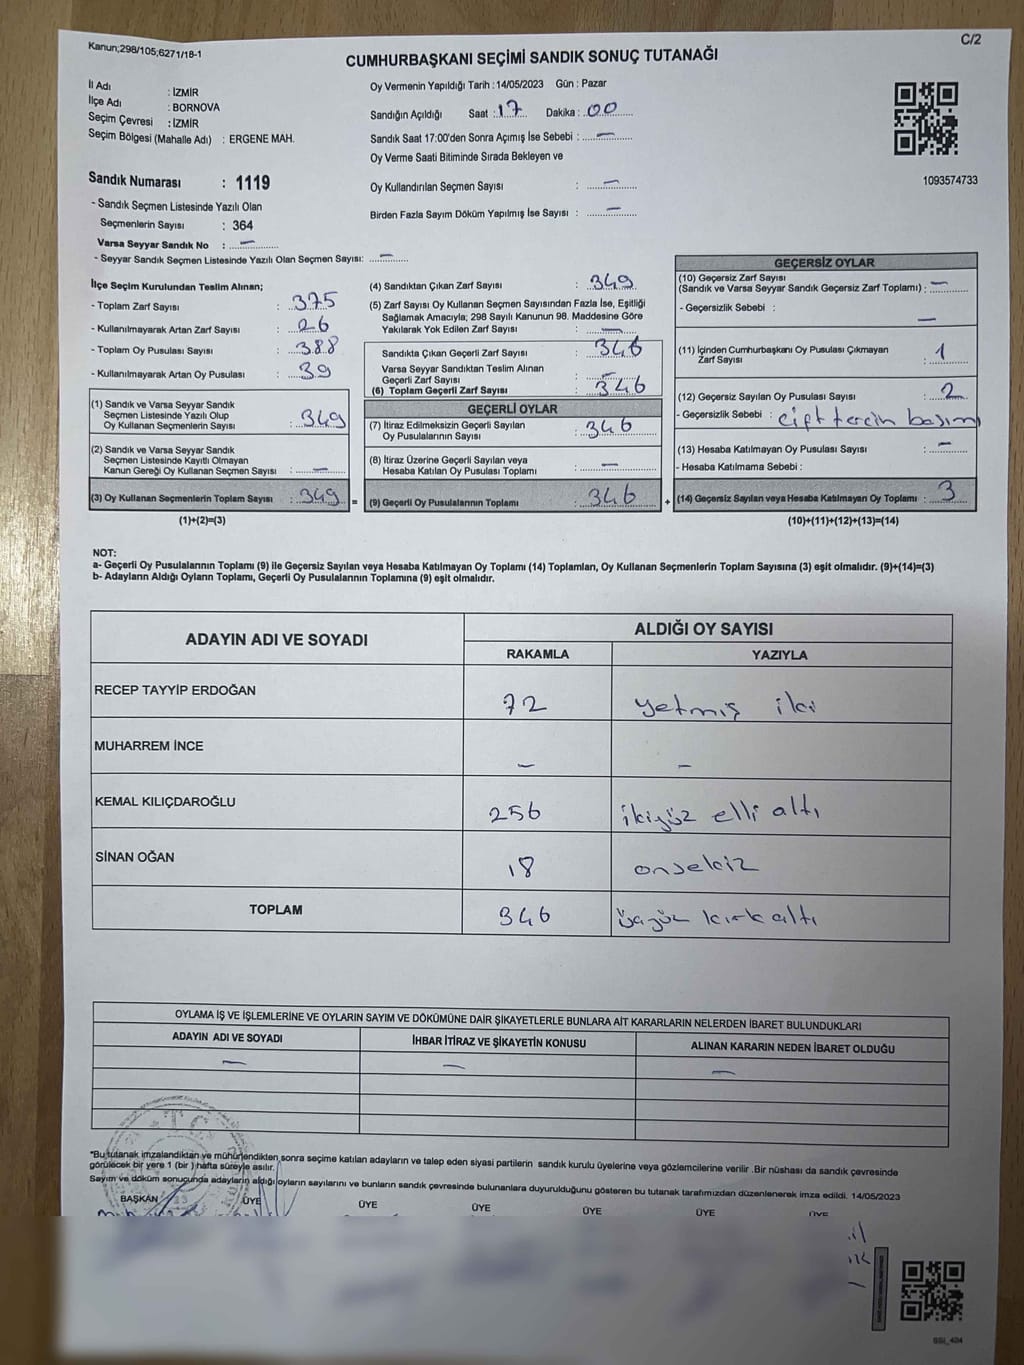 Kanun;298/105;6271/18-1
C/2
CUMHURBAŞKANI SEÇİMİ SANDIK SONUÇ TUTANAĞI
İl Adı : İZMİR
İlçe Adı : BORNOVA
Seçim Çevresi : İZMİR
Seçim Bölgesi (Mahalle Adı) : ERGENE MAH.
Oy Vermenin Yapıldığı Tarih : 14/05/2023 Gün : Pazar
Sandığın Açıldığı Saat : 17 Dakika : 00
Sandık Saat 17:00'den Sonra Açımış İse Sebebi : —
Oy Verme Saati Bitiminde Sırada Bekleyen ve
Oy Kullandırılan Seçmen Sayısı : —
Birden Fazla Sayım Döküm Yapılmış İse Sayısı : —
1093574733
Sandık Numarası : 1119
- Sandık Seçmen Listesinde Yazılı Olan
Seçmenlerin Sayısı : 364
Varsa Seyyar Sandık No : —
- Seyyar Sandık Seçmen Listesinde Yazılı Olan Seçmen Sayısı: —
İlçe Seçim Kurulundan Teslim Alınan;
- Toplam Zarf Sayısı : 375
- Kullanılmayarak Artan Zarf Sayısı : 26
- Toplam Oy Pusulası Sayısı : 388
- Kullanılmayarak Artan Oy Pusulası : 39
(1) Sandık ve Varsa Seyyar Sandık
Seçmen Listesinde Yazılı Olup
Oy Kullanan Seçmenlerin Sayısı : 349
(2) Sandık ve Varsa Seyyar Sandık
Seçmen Listesinde Kayıtlı Olmayan
Kanun Gereği Oy Kullanan Seçmen Sayısı : —
(3) Oy Kullanan Seçmenlerin Toplam Sayısı : 349 =
(1)+(2)=(3)
(4) Sandıktan Çıkan Zarf Sayısı : 349
(5) Zarf Sayısı Oy Kullanan Seçmen Sayısından Fazla İse, Eşitliği
Sağlamak Amacıyla; 298 Sayılı Kanunun 98. Maddesine Göre
Yakılarak Yok Edilen Zarf Sayısı : —
Sandıkta Çıkan Geçerli Zarf Sayısı : 346
Varsa Seyyar Sandıktan Teslim Alınan
Geçerli Zarf Sayısı : —
(6) Toplam Geçerli Zarf Sayısı : 346
GEÇERLİ OYLAR
(7) İtiraz Edilmeksizin Geçerli Sayılan
Oy Pusulalarının Sayısı : 346
(8) İtiraz Üzerine Geçerli Sayılan veya
Hesaba Katılan Oy Pusulası Toplamı : —
(9) Geçerli Oy Pusulalarının Toplamı : 346 +
GEÇERSİZ OYLAR
(10) Geçersiz Zarf Sayısı
(Sandık ve Varsa Seyyar Sandık Geçersiz Zarf Toplamı) : —
- Geçersizlik Sebebi : —
(11) İçinden Cumhurbaşkanı Oy Pusulası Çıkmayan
Zarf Sayısı : 1
(12) Geçersiz Sayılan Oy Pusulası Sayısı : 2
- Geçersizlik Sebebi : çift tercih basımı
(13) Hesaba Katılmayan Oy Pusulası Sayısı : —
- Hesaba Katılmama Sebebi :
(14) Geçersiz Sayılan veya Hesaba Katılmayan Oy Toplamı : 3
(10)+(11)+(12)+(13)=(14)
NOT:
a- Geçerli Oy Pusulalarının Toplamı (9) ile Geçersiz Sayılan veya Hesaba Katılmayan Oy Toplamı (14) Toplamları, Oy Kullanan Seçmenlerin Toplam Sayısına (3) eşit olmalıdır. (9)+(14)=(3)
b- Adayların Aldığı Oyların Toplamı, Geçerli Oy Pusulalarının Toplamına (9) eşit olmalıdır.
ADAYIN ADI VE SOYADI
ALDIĞI OY SAYISI
RAKAMLA YAZIYLA
RECEP TAYYİP ERDOĞAN 72 yetmiş iki
MUHARREM İNCE — —
KEMAL KILIÇDAROĞLU 256 ikiyüz elli altı
SİNAN OĞAN 18 onsekiz
TOPLAM 346 üçyüz kırk altı
OYLAMA İŞ VE İŞLEMLERİNE VE OYLARIN SAYIM VE DÖKÜMÜNE DAİR ŞİKAYETLERLE BUNLARA AİT KARARLARIN NELERDEN İBARET BULUNDUKLARI
ADAYIN ADI VE SOYADI İHBAR İTİRAZ VE ŞİKAYETİN KONUSU ALINAN KARARIN NEDEN İBARET OLDUĞU
— — —
T.C.
"Bu tutanak imzalandıktan ve mühürlendikten sonra seçime katılan adayların ve talep eden siyasi partilerin sandık kurulu üyelerine veya gözlemcilerine verilir .Bir nüshası da sandık çevresinde
görülecek bir yere 1 (bir ) hafta süreyle asılır.
Sayım ve döküm sonucunda adayların aldığı oyların sayılarını ve bunların sandık çevresinde bulunanlara duyurulduğunu gösteren bu tutanak tarafımızdan düzenlenerek imza edildi. 14/05/2023
BAŞKAN ÜYE ÜYE ÜYE ÜYE ÜYE ÜYE